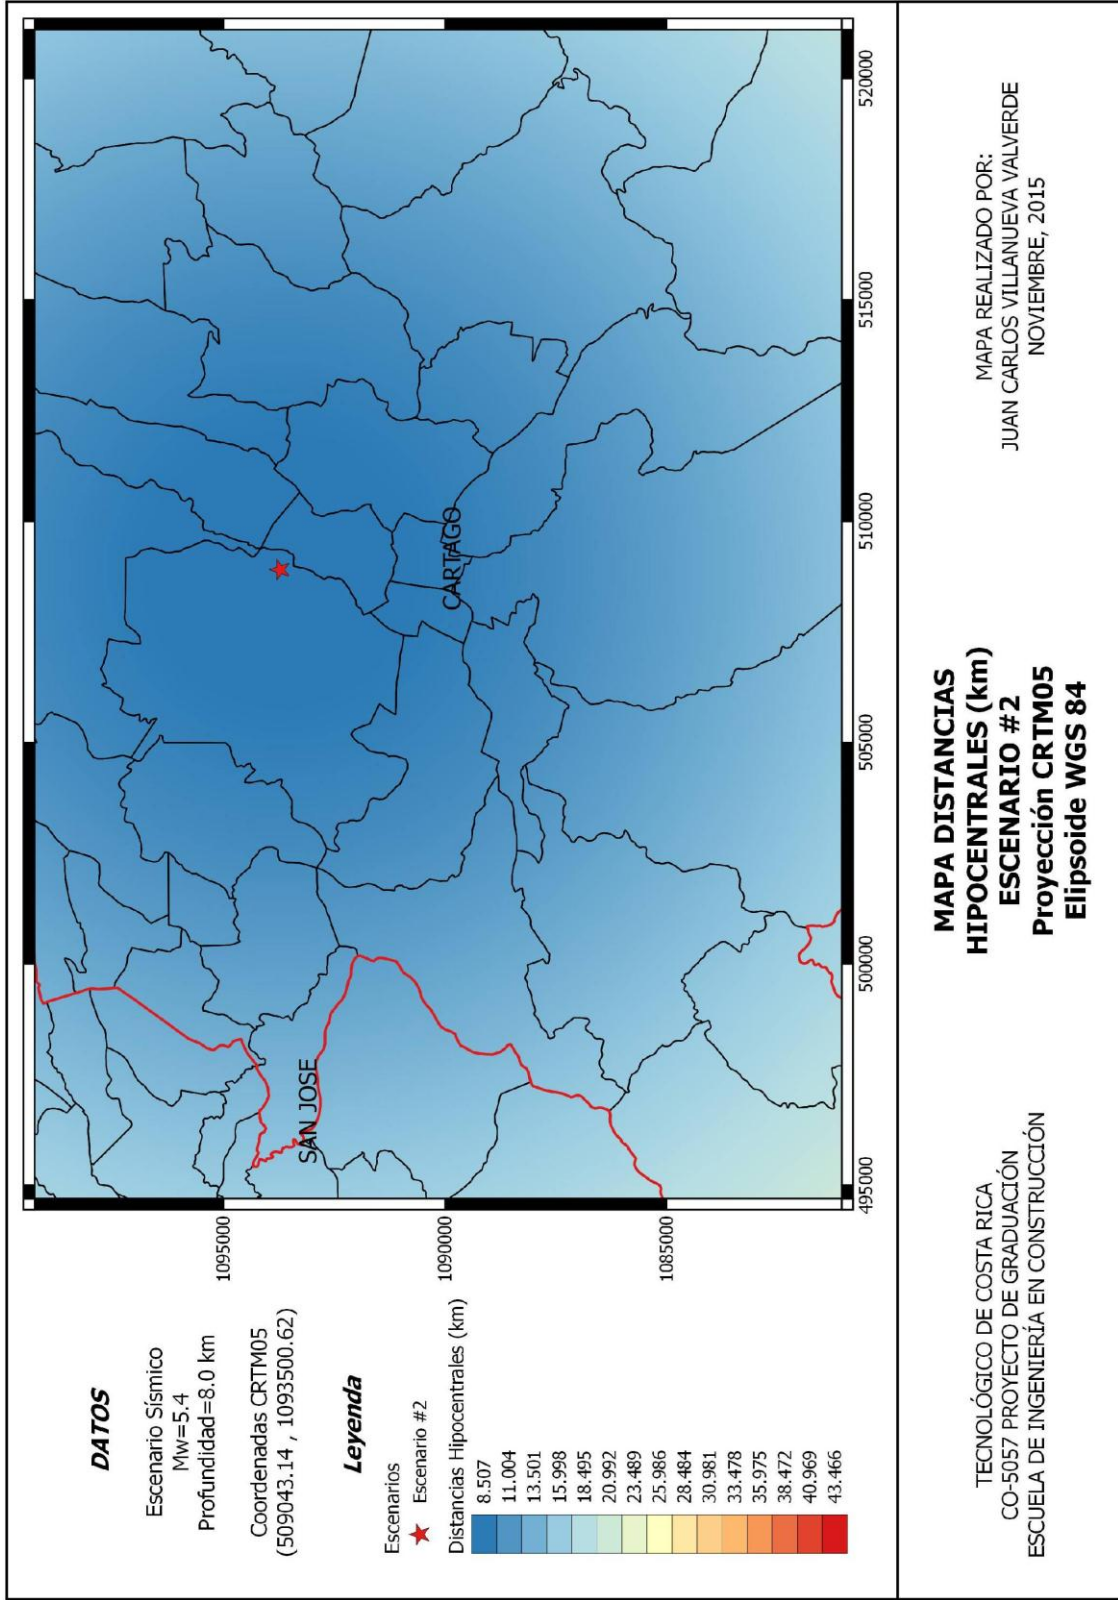 DATOS
Escenario Sísmico
Mw=5.4
Profundidad=8.0 km
Coordenadas CRTM05
(509043.14 , 1093500.62)
Leyenda
Escenarios
Escenario #2
Distancias Hipocentrales (km)
8.507
11.004
13.501
15.998
18.495
20.992
23.489
25.986
28.484
30.981
33.478
35.975
38.472
40.969
43.466
1095000
1090000
1085000
SAN JOSE
CARTAGO
495000
500000
505000
510000
515000
520000
TECNOLÓGICO DE COSTA RICA
CO-5057 PROYECTO DE GRADUACIÓN
ESCUELA DE INGENIERÍA EN CONSTRUCCIÓN
MAPA DISTANCIAS
HIPOCENTRALES (km)
ESCENARIO #2
Proyección CRTM05
Elipsoide WGS 84
MAPA REALIZADO POR:
JUAN CARLOS VILLANUEVA VALVERDE
NOVIEMBRE, 2015